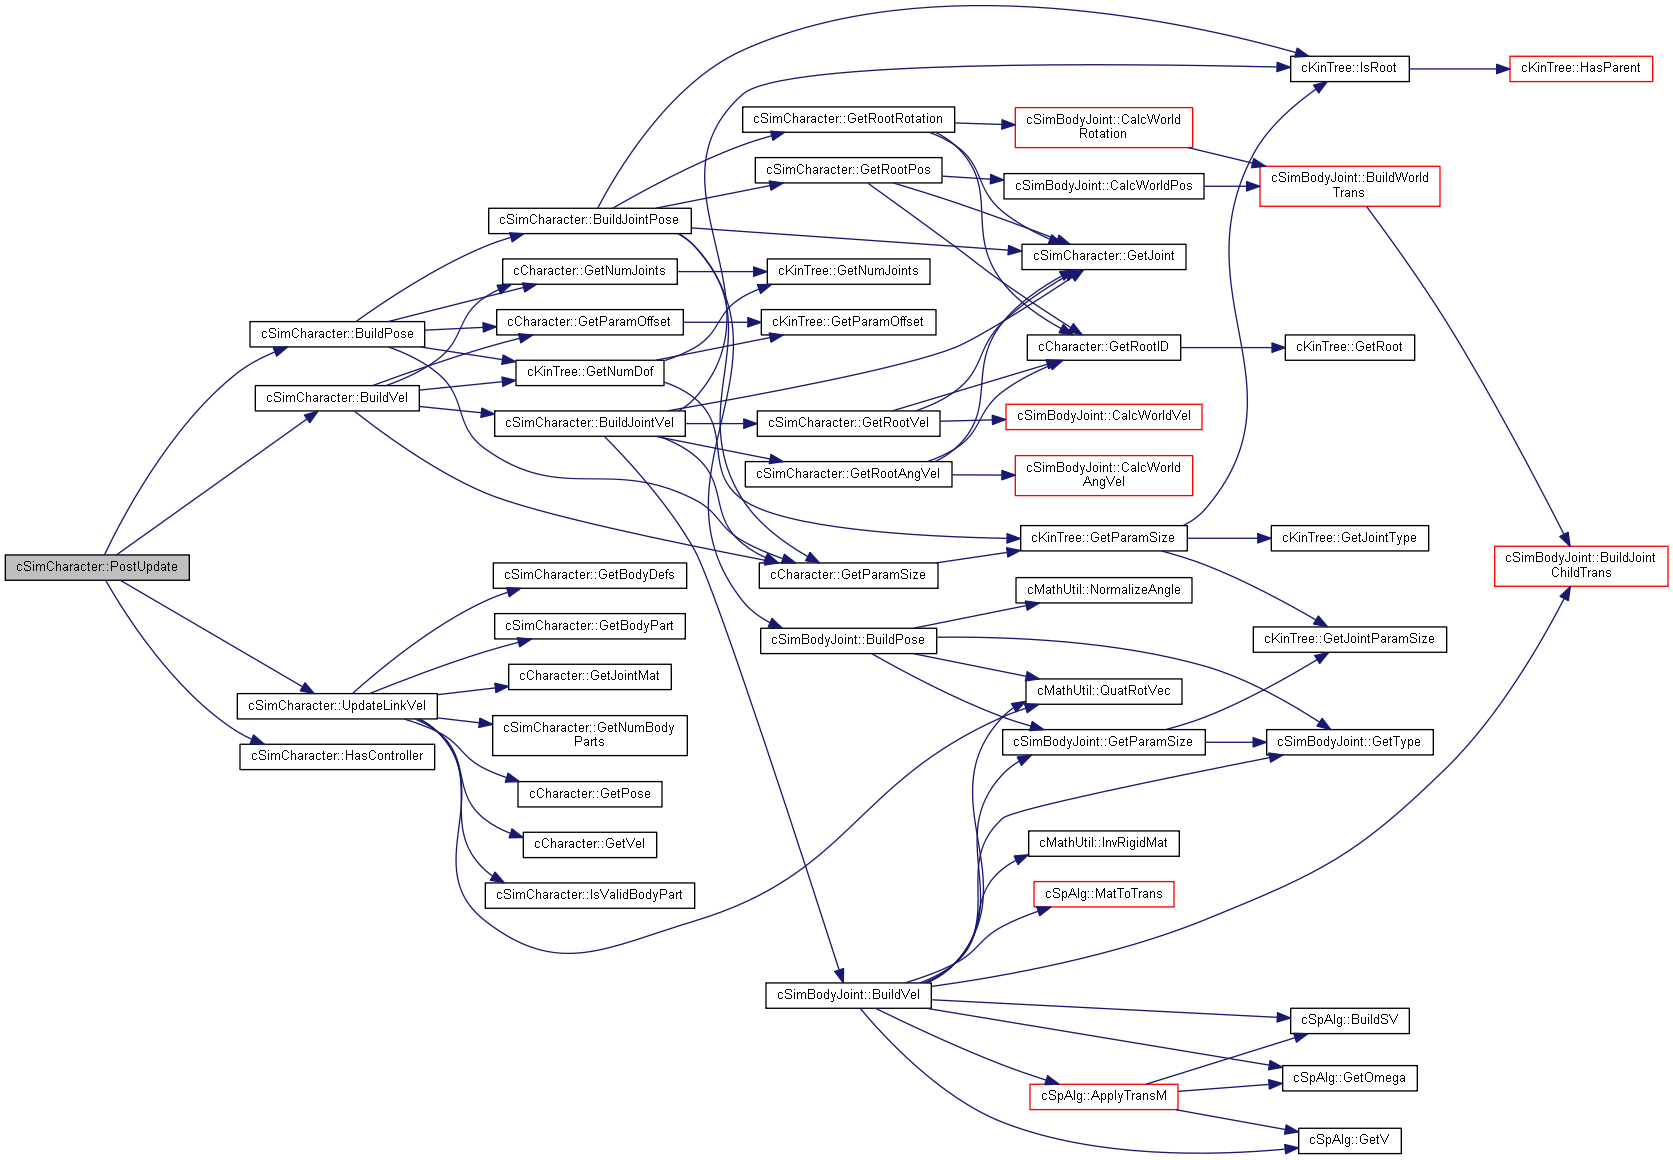 cSimCharacter::PostUpdate
cSimCharacter::BuildPose
cSimCharacter::BuildVel
cSimCharacter::UpdateLinkVel
cSimCharacter::HasController
cSimCharacter::BuildJointPose
cCharacter::GetNumJoints
cCharacter::GetParamOffset
cKinTree::GetNumDof
cSimCharacter::BuildJointVel
cSimCharacter::GetBodyDefs
cSimCharacter::GetBodyPart
cCharacter::GetJointMat
cSimCharacter::GetNumBody
Parts
cCharacter::GetPose
cCharacter::GetVel
cSimCharacter::IsValidBodyPart
cSimCharacter::GetRootRotation
cSimCharacter::GetRootPos
cKinTree::GetNumJoints
cKinTree::GetParamOffset
cSimCharacter::GetRootVel
cSimCharacter::GetRootAngVel
cCharacter::GetParamSize
cSimBodyJoint::BuildPose
cSimBodyJoint::BuildVel
cSimBodyJoint::CalcWorld
Rotation
cSimBodyJoint::CalcWorldPos
cSimCharacter::GetJoint
cCharacter::GetRootID
cSimBodyJoint::CalcWorldVel
cSimBodyJoint::CalcWorld
AngVel
cKinTree::GetParamSize
cMathUtil::NormalizeAngle
cMathUtil::QuatRotVec
cSimBodyJoint::GetParamSize
cMathUtil::InvRigidMat
cSpAlg::MatToTrans
cSpAlg::ApplyTransM
cKinTree::IsRoot
cSimBodyJoint::BuildWorld
Trans
cKinTree::GetRoot
cKinTree::GetJointType
cKinTree::GetJointParamSize
cSimBodyJoint::GetType
cSpAlg::BuildSV
cSpAlg::GetOmega
cSpAlg::GetV
cKinTree::HasParent
cSimBodyJoint::BuildJoint
ChildTrans